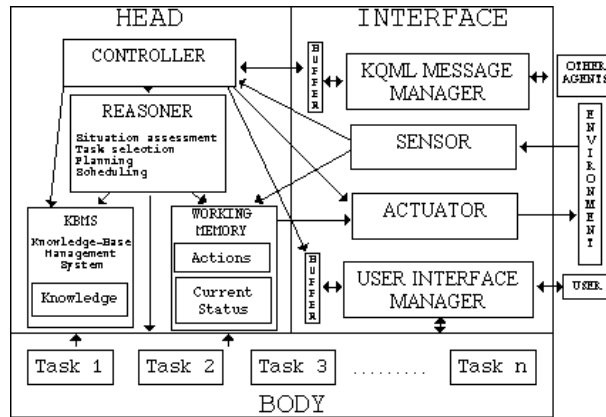 HEAD
INTERFACE
CONTROLLER
REASONER
Situation assessment
Task selection
Planning
Scheduling
KBMS
Knowledge-Base
Management
System
Knowledge
WORKING
MEMORY
Actions
Current
Status
BUFFER
KQML MESSAGE
MANAGER
OTHER
AGENTS
SENSOR
ACTUATOR
ENVIRONMENT
BUFFER
USER INTERFACE
MANAGER
USER
Task 1
Task 2
Task 3
.........
Task n
BODY